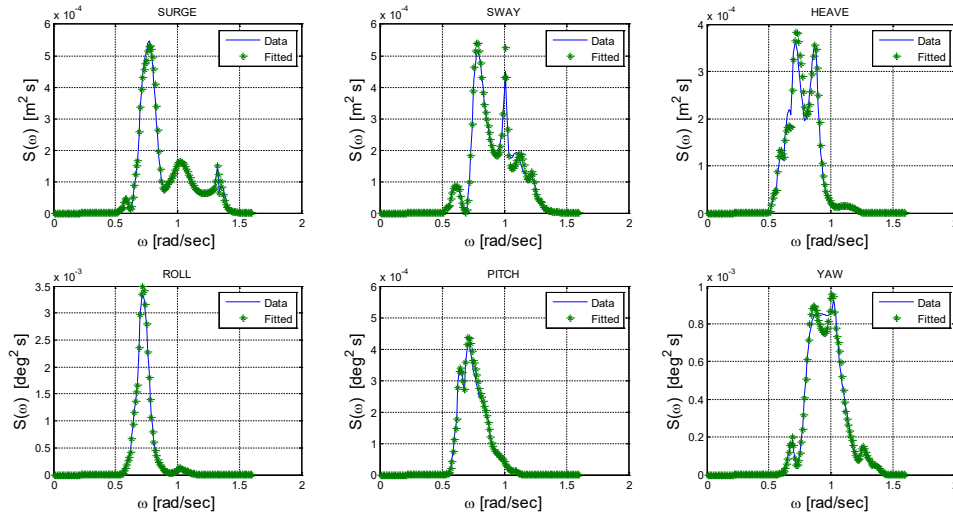 SURGE
x 10^-4
6
5
4
3
2
1
0
S(ω) [m^2 s]
0 0.5 1 1.5 2
ω [rad/sec]
Data
Fitted
SWAY
x 10^-4
6
5
4
3
2
1
0
S(ω) [m^2 s]
0 0.5 1 1.5 2
ω [rad/sec]
Data
Fitted
HEAVE
x 10^-4
4
3
2
1
0
S(ω) [m^2 s]
0 0.5 1 1.5 2
ω [rad/sec]
Data
Fitted
ROLL
x 10^-3
3.5
3
2.5
2
1.5
1
0.5
0
S(ω) [deg^2 s]
0 0.5 1 1.5 2
ω [rad/sec]
Data
Fitted
PITCH
x 10^-4
6
5
4
3
2
1
0
S(ω) [deg^2 s]
0 0.5 1 1.5 2
ω [rad/sec]
Data
Fitted
YAW
x 10^-3
1
0.8
0.6
0.4
0.2
0
S(ω) [deg^2 s]
0 0.5 1 1.5 2
ω [rad/sec]
Data
Fitted